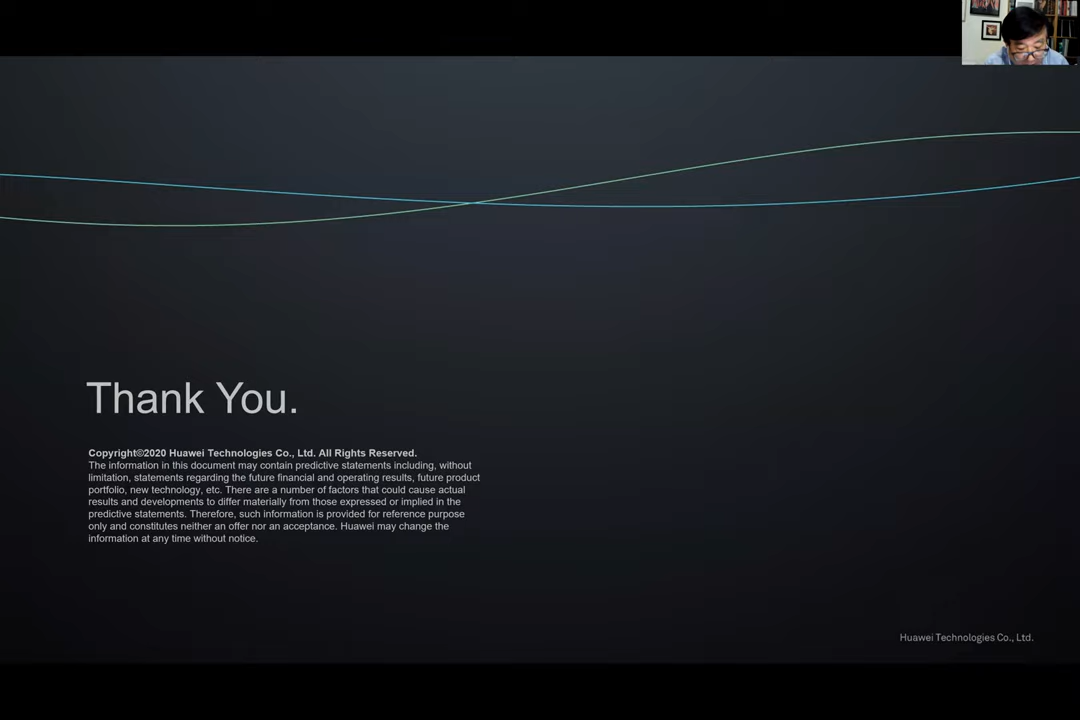 Thank You.
Copyright©2020 Huawei Technologies Co., Ltd. All Rights Reserved.
The information in this document may contain predictive statements including, without
limitation, statements regarding the future financial and operating results, future product
portfolio, new technology, etc. There are a number of factors that could cause actual
results and developments to differ materially from those expressed or implied in the
predictive statements. Therefore, such information is provided for reference purpose
only and constitutes neither an offer nor an acceptance. Huawei may change the
information at any time without notice.
Huawei Technologies Co., Ltd.